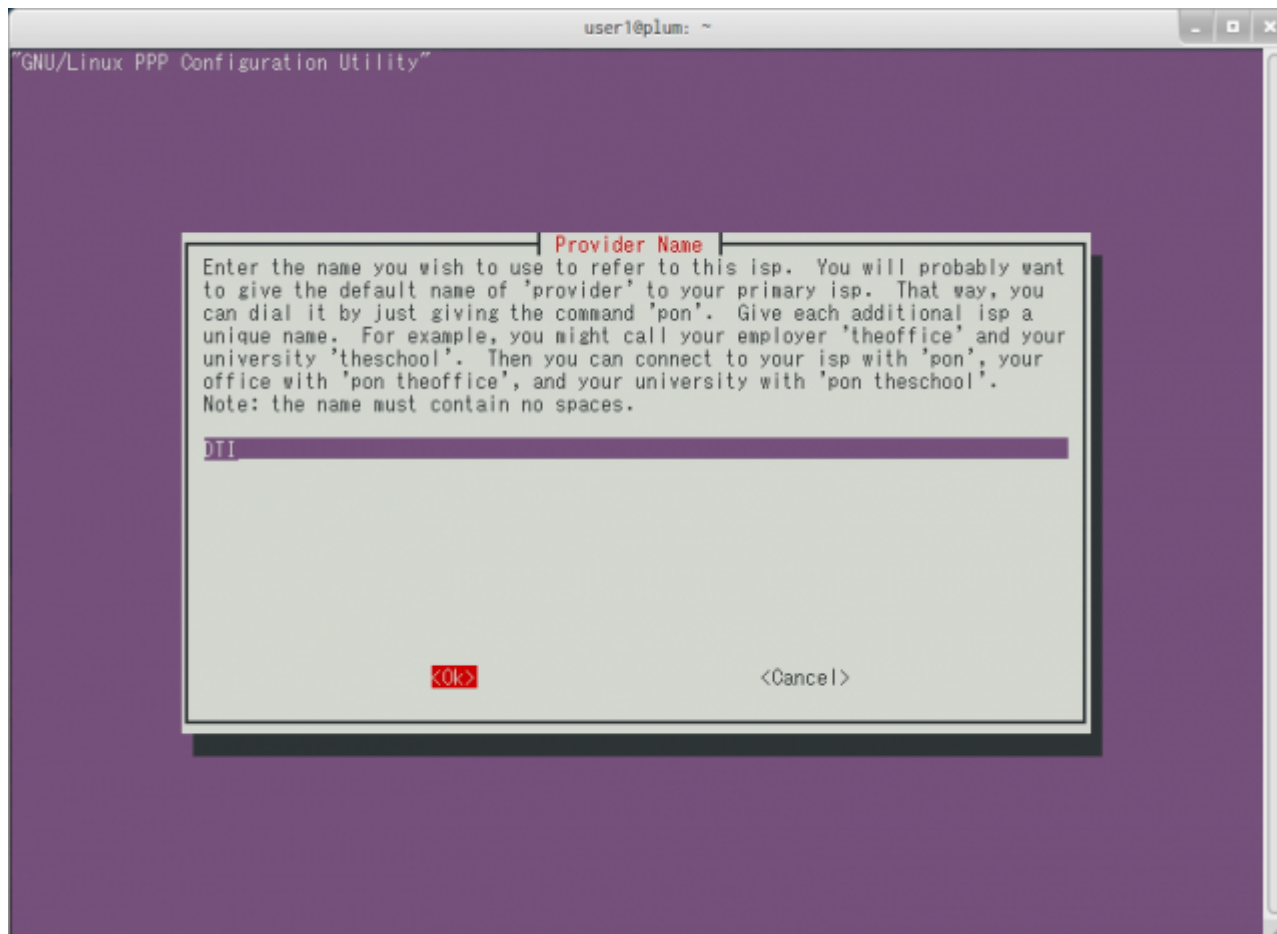 user1@plum: ~
"GNU/Linux PPP Configuration Utility"
Provider Name
Enter the name you wish to use to refer to this isp.  You will probably want
to give the default name of 'provider' to your primary isp.  That way, you
can dial it by just giving the command 'pon'.  Give each additional isp a
unique name.  For example, you might call your employer 'theoffice' and your
university 'theschool'.  Then you can connect to your isp with 'pon', your
office with 'pon theoffice', and your university with 'pon theschool'.
Note: the name must contain no spaces.
DTI
<Ok> <Cancel>